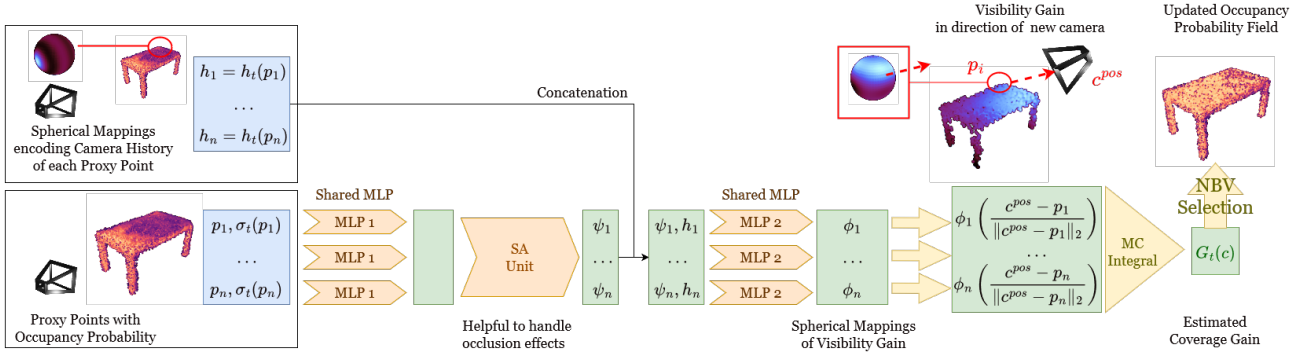 h₁ = hₜ(p₁)
...
hₙ = hₜ(pₙ)
Spherical Mappings
encoding Camera History
of each Proxy Point
p₁, σₜ(p₁)
...
pₙ, σₜ(pₙ)
Proxy Points with
Occupancy Probability
Shared MLP
MLP 1
MLP 1
MLP 1
SA
Unit
Helpful to handle
occlusion effects
Concatenation
ψ₁
...
ψₙ
ψ₁, h₁
...
ψₙ, hₙ
Shared MLP
MLP 2
MLP 2
MLP 2
ϕ₁
...
ϕₙ
Spherical Mappings
of Visibility Gain
Visibility Gain
in direction of new camera
pᵢ
c^{pos}
ϕ₁ ( (c^{pos} − p₁) / ‖c^{pos} − p₁‖₂ )
...
ϕₙ ( (c^{pos} − pₙ) / ‖c^{pos} − pₙ‖₂ )
MC
Integral
Updated Occupancy
Probability Field
NBV
Selection
Gₜ(c)
Estimated
Coverage Gain